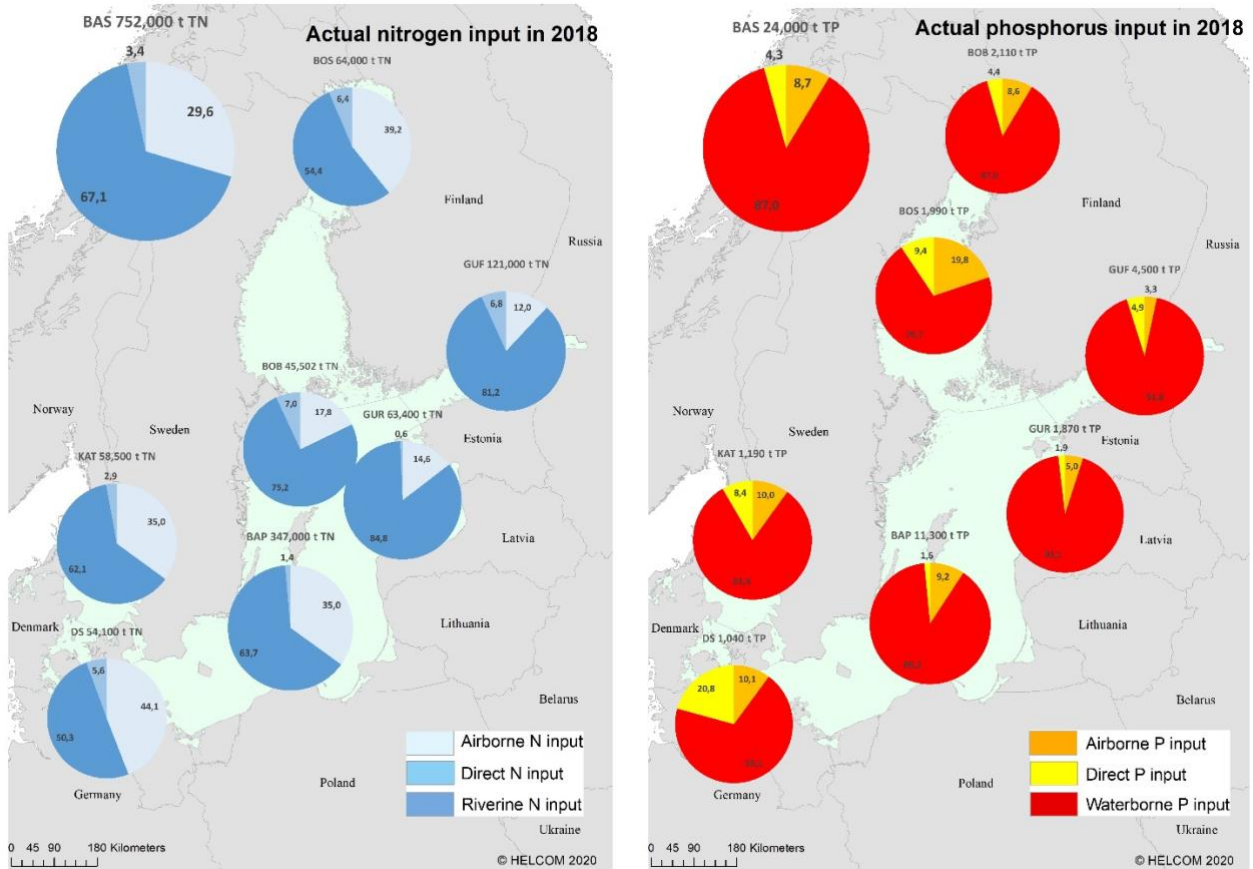 BAS 752,000 t TN
Actual nitrogen input in 2018
3,4
29,6
67,1
BOS 64,000 t TN
6,4
39,2
54,4
Finland
Russia
GUF 121,000 t TN
6,8
12,0
81,2
BOB 45,502 t TN
7,0
17,8
75,2
GUR 63,400 t TN
0,6
14,6
84,8
Norway
Sweden
Estonia
KAT 58,500 t TN
2,9
35,0
62,1
Latvia
BAP 347,000 t TN
1,4
35,0
63,7
Denmark
Lithuania
DS 54,100 t TN
5,6
44,1
50,3
Belarus
Germany
Poland
Ukraine
Airborne N input
Direct N input
Riverine N input
0 45 90 180 Kilometers
© HELCOM 2020
BAS 24,000 t TP
Actual phosphorus input in 2018
4,3
8,7
87,0
BOB 2,110 t TP
4,4
8,6
87,0
Finland
Russia
BOS 1,990 t TP
9,4
19,8
GUF 4,500 t TP
3,3
4,9
Norway
Sweden
Estonia
GUR 1,870 t TP
1,9
5,0
KAT 1,190 t TP
8,4
10,0
Latvia
BAP 11,300 t TP
1,6
9,2
Denmark
Lithuania
DS 1,040 t TP
20,8
10,1
Belarus
Germany
Poland
Ukraine
Airborne P input
Direct P input
Waterborne P input
0 45 90 180 Kilometers
© HELCOM 2020